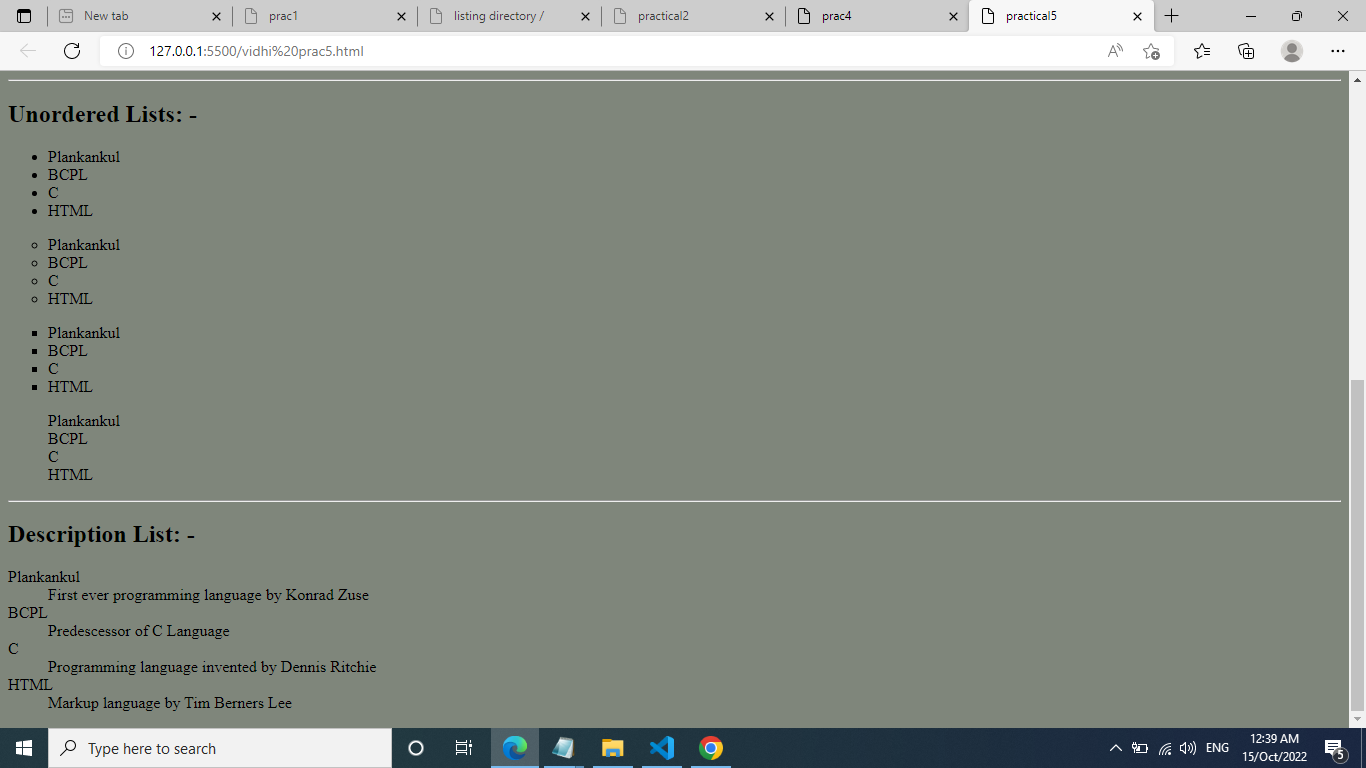 New tab
prac1
listing directory /
practical2
prac4
practical5
127.0.0.1:5500/vidhi%20prac5.html
Unordered Lists: -
Plankankul
BCPL
C
HTML
Plankankul
BCPL
C
HTML
Plankankul
BCPL
C
HTML
Plankankul
BCPL
C
HTML
Description List: -
Plankankul
First ever programming language by Konrad Zuse
BCPL
Predescessor of C Language
C
Programming language invented by Dennis Ritchie
HTML
Markup language by Tim Berners Lee
Type here to search
ENG
12:39 AM
15/Oct/2022
5